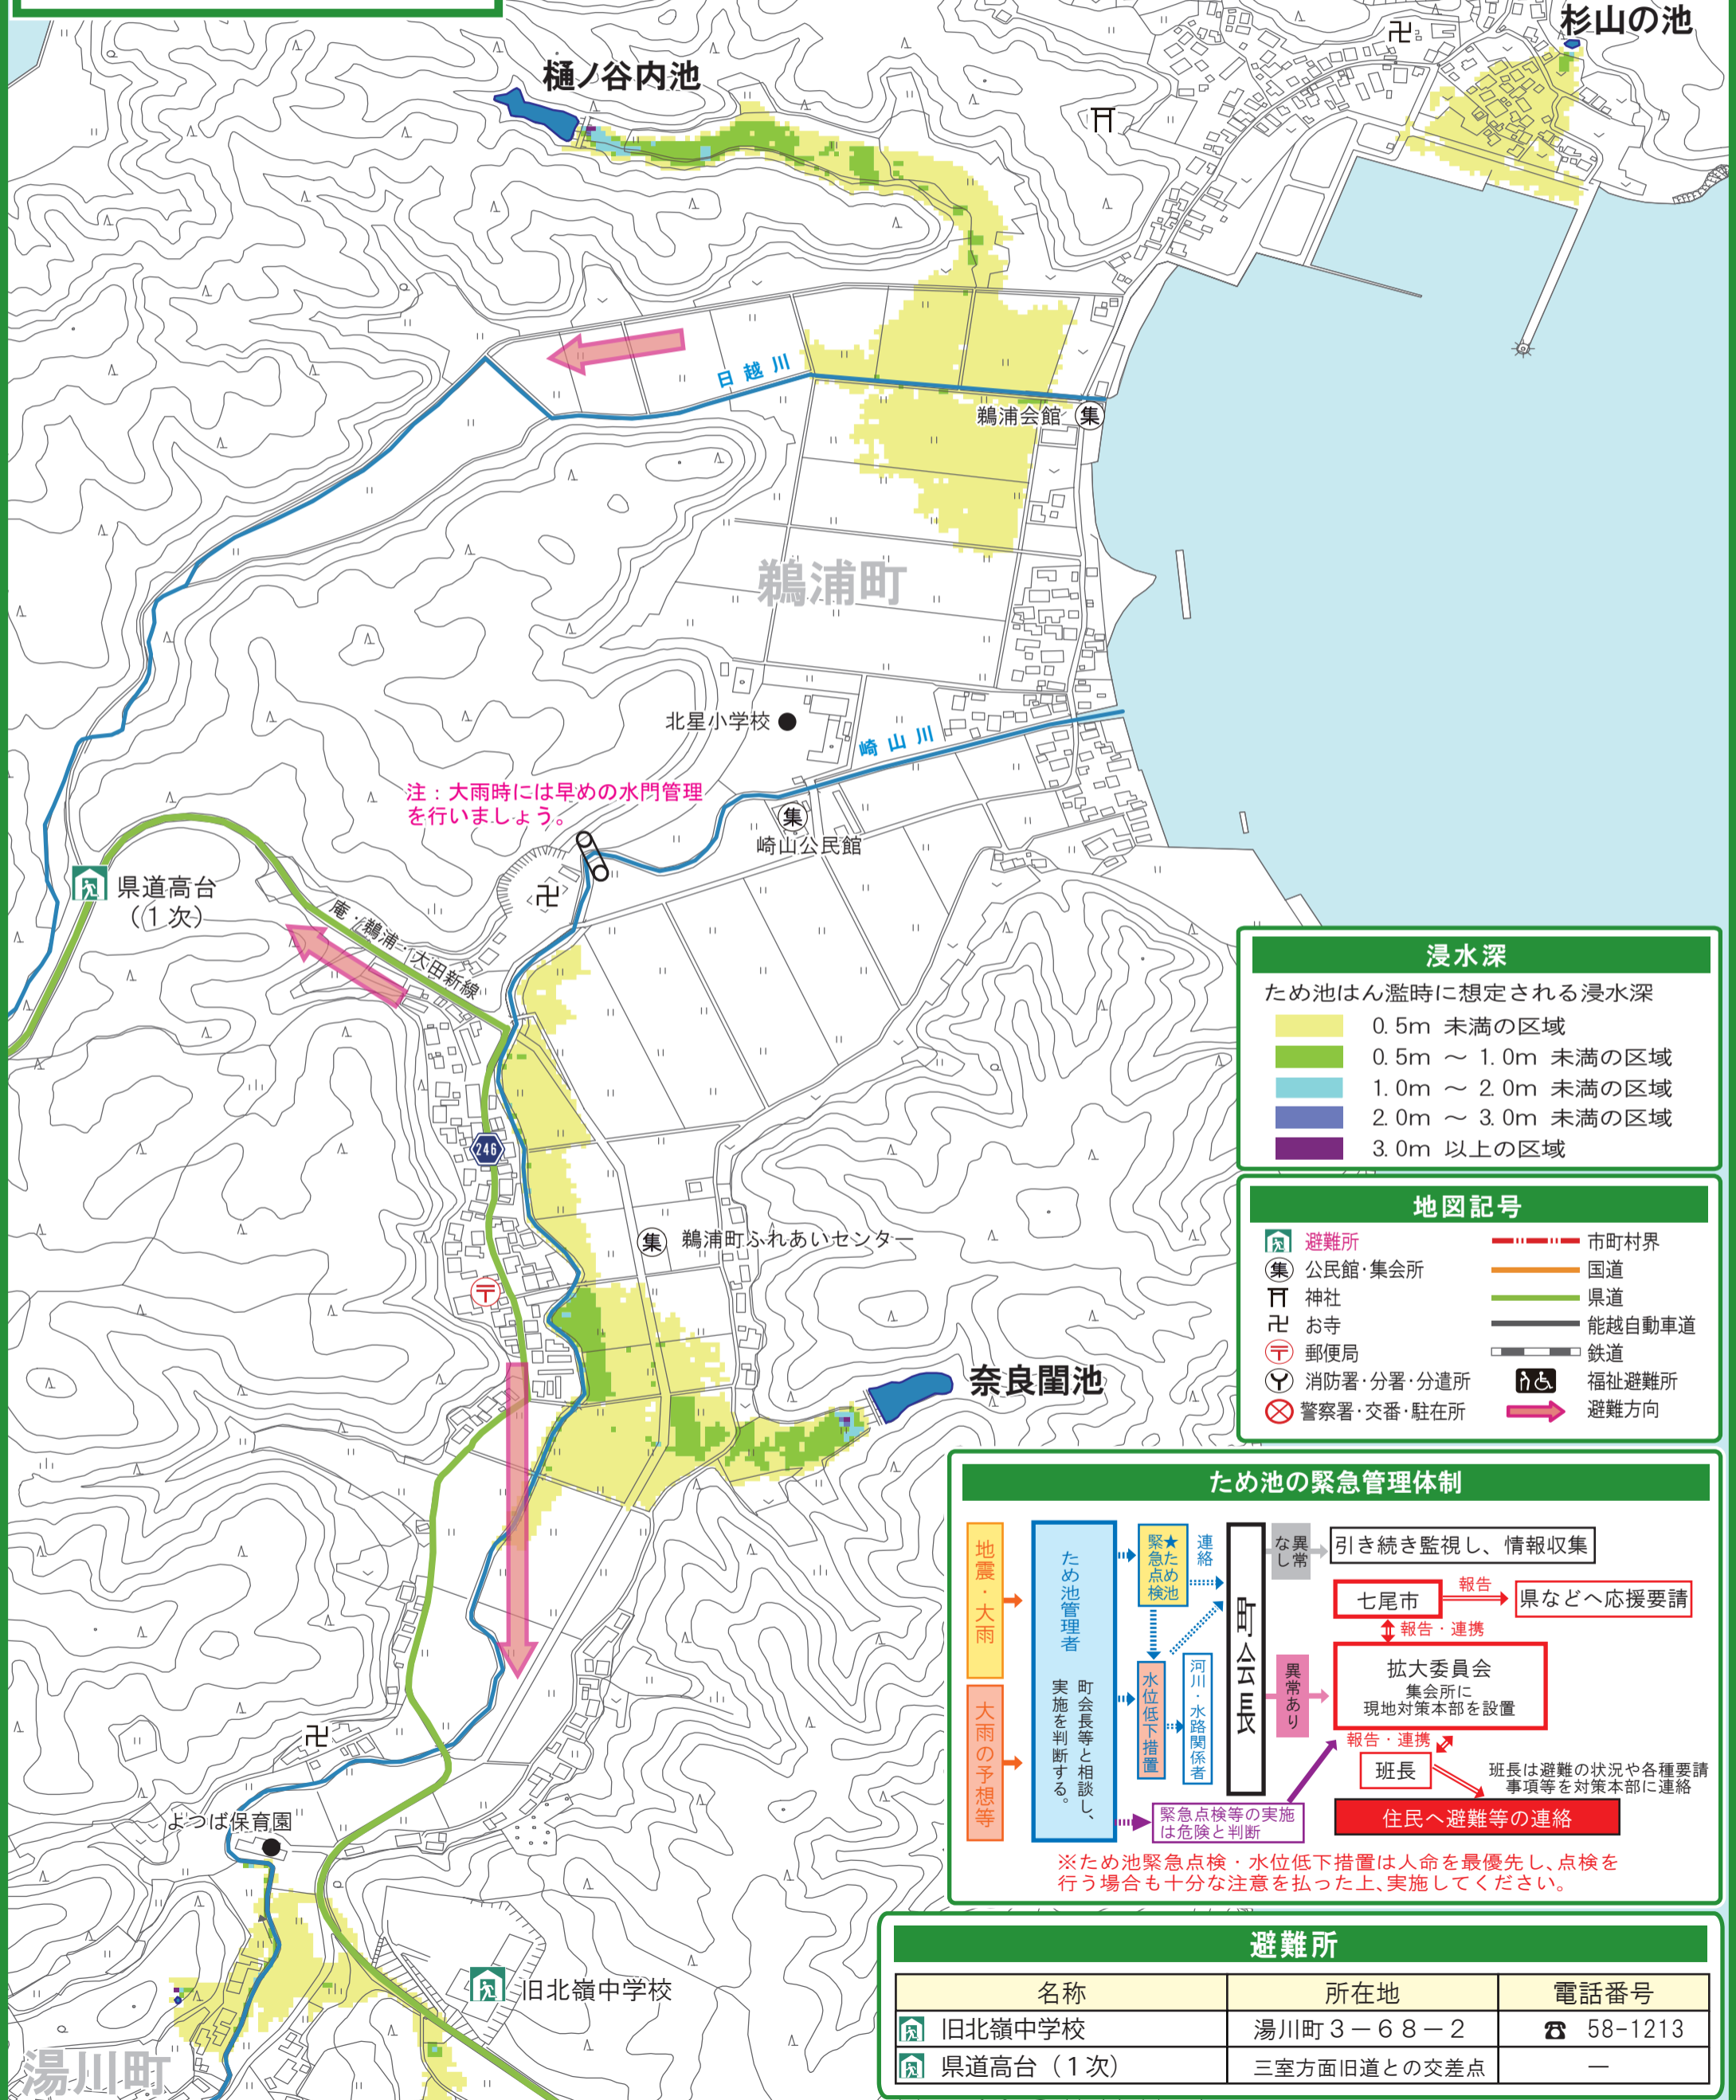 杉山の池
樋ノ谷内池
日越川
鵜浦会館
集
鵜浦町
北星小学校
崎山川
注：大雨時には早めの水門管理
を行いましょう。
集
崎山公民館
県道高台
（１次）
庵・鵜浦・大田新線
246
集
鵜浦町ふれあいセンター
〒
奈良閨池
よつば保育園
旧北嶺中学校
湯川町
浸水深
ため池はん濫時に想定される浸水深
0.5m 未満の区域
0.5m ～ 1.0m 未満の区域
1.0m ～ 2.0m 未満の区域
2.0m ～ 3.0m 未満の区域
3.0m 以上の区域
地図記号
避難所
集 公民館・集会所
神社
お寺
〒 郵便局
消防署・分署・分遣所
警察署・交番・駐在所
市町村界
国道
県道
能越自動車道
鉄道
福祉避難所
避難方向
ため池の緊急管理体制
地震・大雨
大雨の予想等
ため池管理者
町会長等と相談し、
実施を判断する。
★ため池
緊急点検
連絡
水位低下措置
河川・水路関係者
町会長
異常
なし
引き続き監視し、情報収集
七尾市
報告
県などへ応援要請
報告・連携
異常あり
拡大委員会
集会所に
現地対策本部を設置
報告・連携
班長
班長は避難の状況や各種要請
事項等を対策本部に連絡
緊急点検等の実施
は危険と判断
住民へ避難等の連絡
※ため池緊急点検・水位低下措置は人命を最優先し、点検を
行う場合も十分な注意を払った上、実施してください。
避難所
名称 所在地 電話番号
旧北嶺中学校 湯川町３－６８－２ ☎ 58-1213
県道高台（１次） 三室方面旧道との交差点 ―